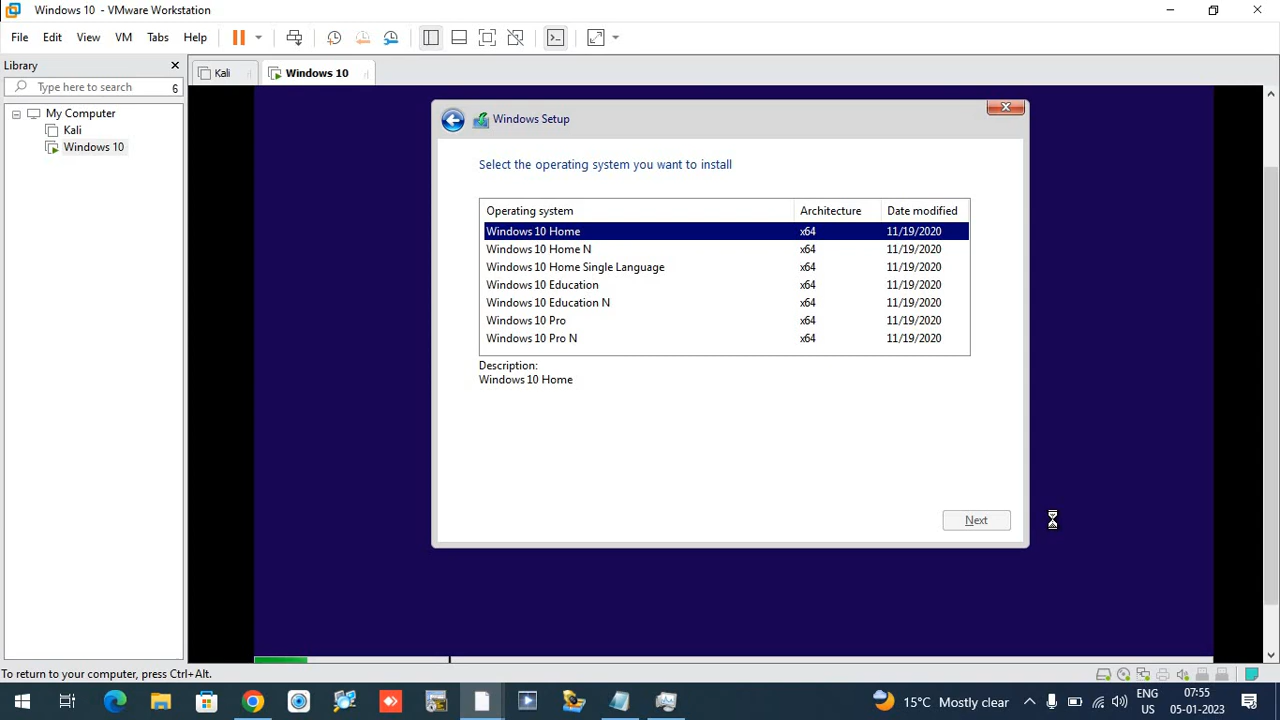 Windows 10 - VMware Workstation
File Edit View VM Tabs Help
Library
Type here to search 6
My Computer
Kali
Windows 10
Kali
Windows 10
Windows Setup
Select the operating system you want to install
Operating system Architecture Date modified
Windows 10 Home x64 11/19/2020
Windows 10 Home N x64 11/19/2020
Windows 10 Home Single Language x64 11/19/2020
Windows 10 Education x64 11/19/2020
Windows 10 Education N x64 11/19/2020
Windows 10 Pro x64 11/19/2020
Windows 10 Pro N x64 11/19/2020
Description:
Windows 10 Home
Next
To return to your computer, press Ctrl+Alt.
15°C Mostly clear
ENG
US
07:55
05-01-2023